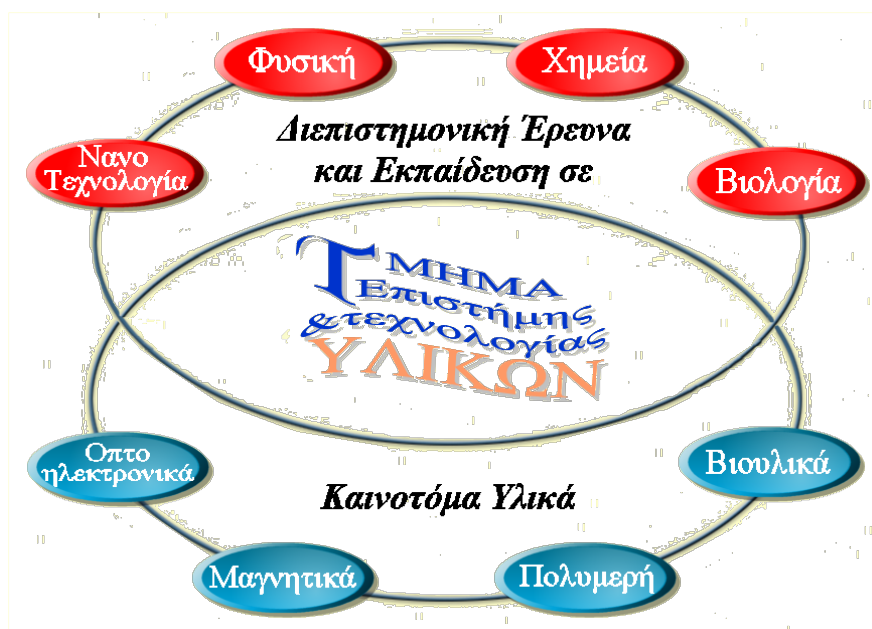 Φυσική
Χημεία
Διεπιστημονική Έρευνα
και Εκπαίδευση σε
Νανο
Τεχνολογία
Βιολογία
ΤΜΗΜΑ
Επιστήμης
&τεχνολογίας
ΥΛΙΚΩΝ
Οπτο
ηλεκτρονικά
Βιουλικά
Καινοτόμα Υλικά
Μαγνητικά
Πολυμερή